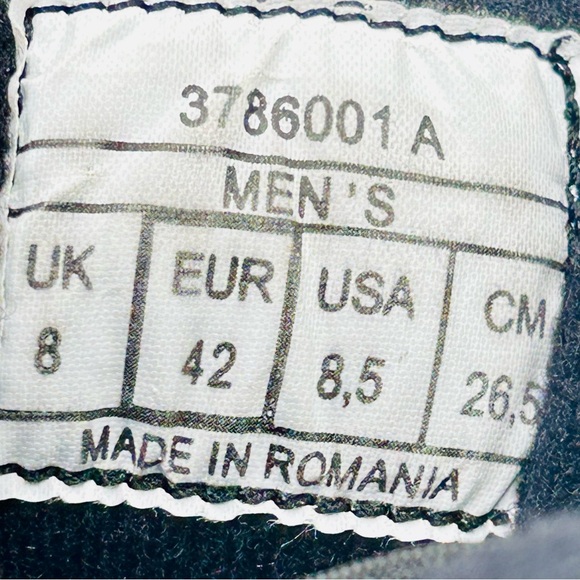 3786001 A
MEN'S
UK EUR USA CM
8 42 8,5 26,5
MADE IN ROMANIA